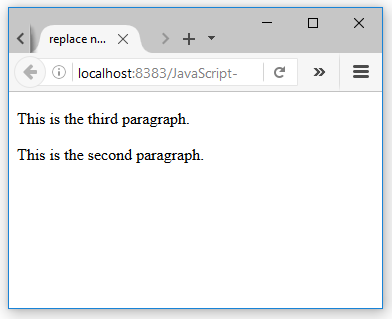 replace n...
localhost:8383/JavaScript-
This is the third paragraph.
This is the second paragraph.